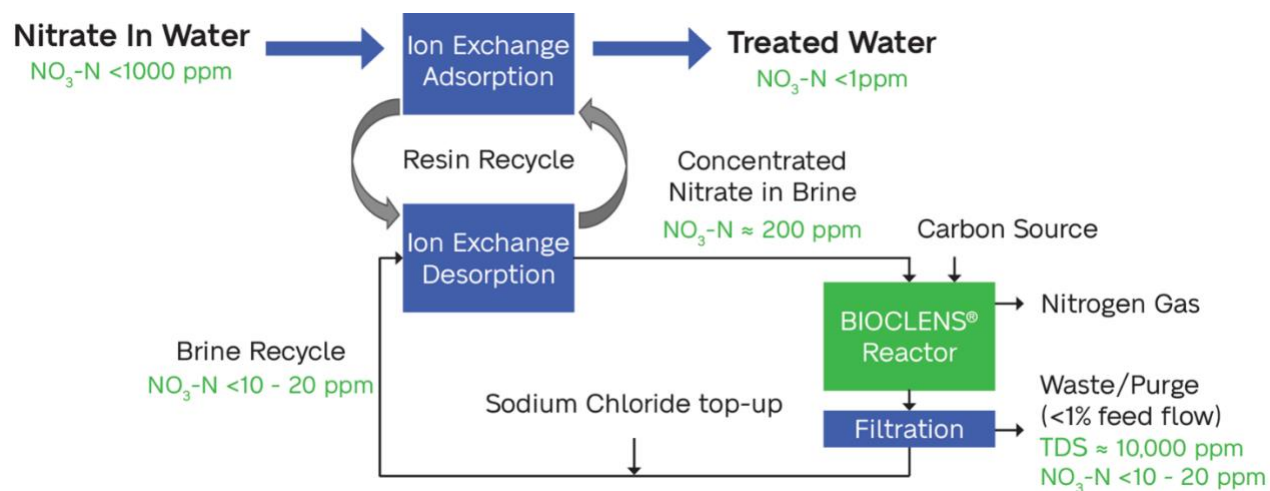 Nitrate In Water
NO₃-N <1000 ppm
Ion Exchange
Adsorption
Treated Water
NO₃-N <1ppm
Resin Recycle
Concentrated
Nitrate in Brine
NO₃-N ≈ 200 ppm
Carbon Source
Ion Exchange
Desorption
BIOCLENS®
Reactor
Nitrogen Gas
Brine Recycle
NO₃-N <10 - 20 ppm
Sodium Chloride top-up
Filtration
Waste/Purge
(<1% feed flow)
TDS ≈ 10,000 ppm
NO₃-N <10 - 20 ppm